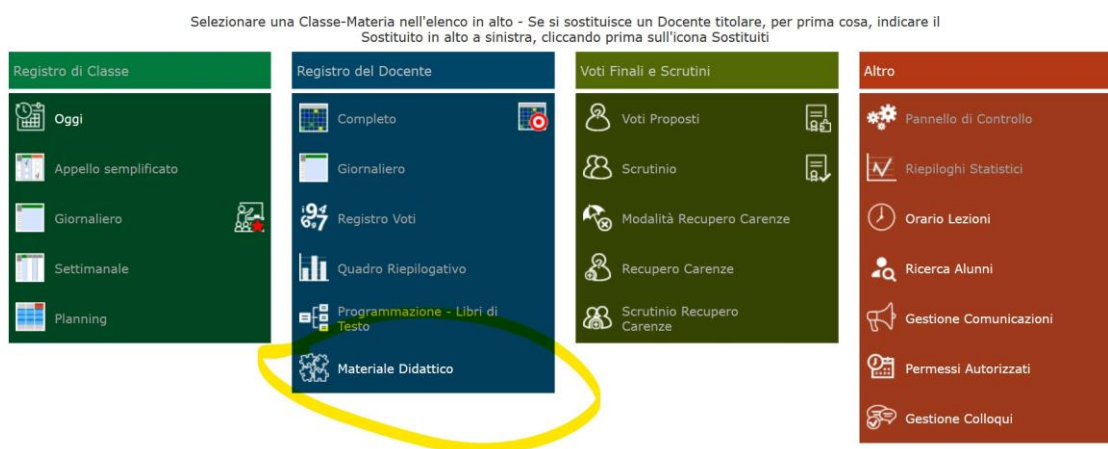 Selezionare una Classe-Materia nell'elenco in alto - Se si sostituisce un Docente titolare, per prima cosa, indicare il
Sostituito in alto a sinistra, cliccando prima sull'icona Sostituiti
Registro di Classe
Oggi
Appello semplificato
Giornaliero
Settimanale
Planning
Registro del Docente
Completo
Giornaliero
Registro Voti
Quadro Riepilogativo
Programmazione - Libri di
Testo
Materiale Didattico
Voti Finali e Scrutini
Voti Proposti
Scrutinio
Modalità Recupero Carenze
Recupero Carenze
Scrutinio Recupero
Carenze
Altro
Pannello di Controllo
Riepiloghi Statistici
Orario Lezioni
Ricerca Alunni
Gestione Comunicazioni
Permessi Autorizzati
Gestione Colloqui